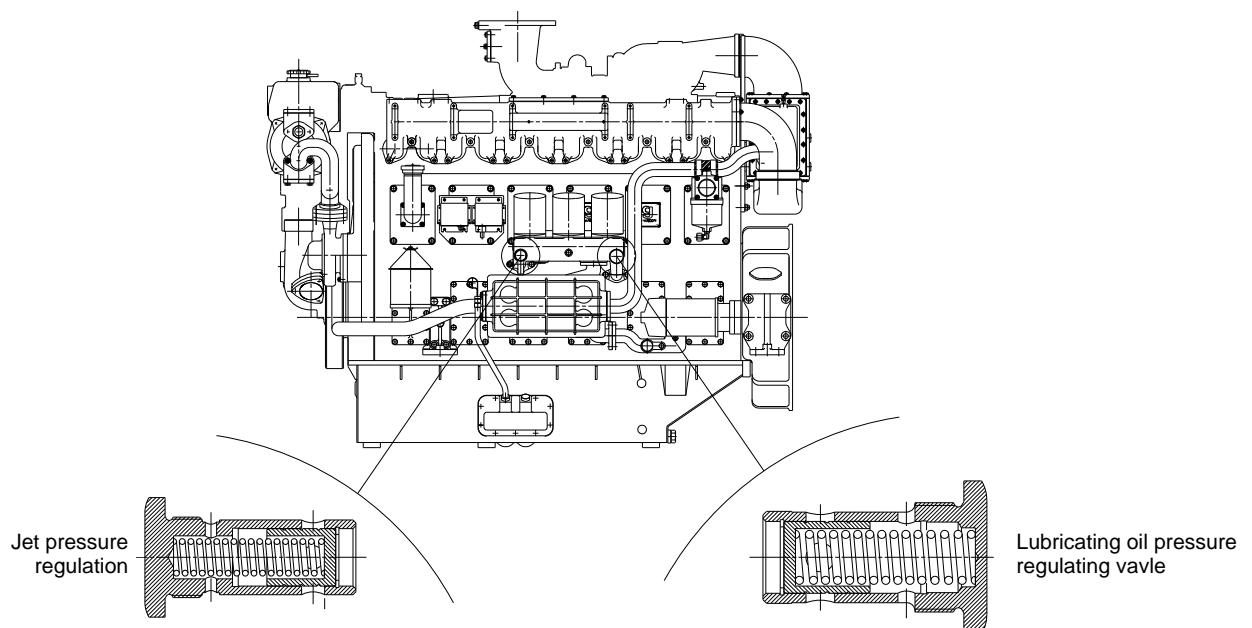 Jet pressure
regulation
Lubricating oil pressure
regulating vavle